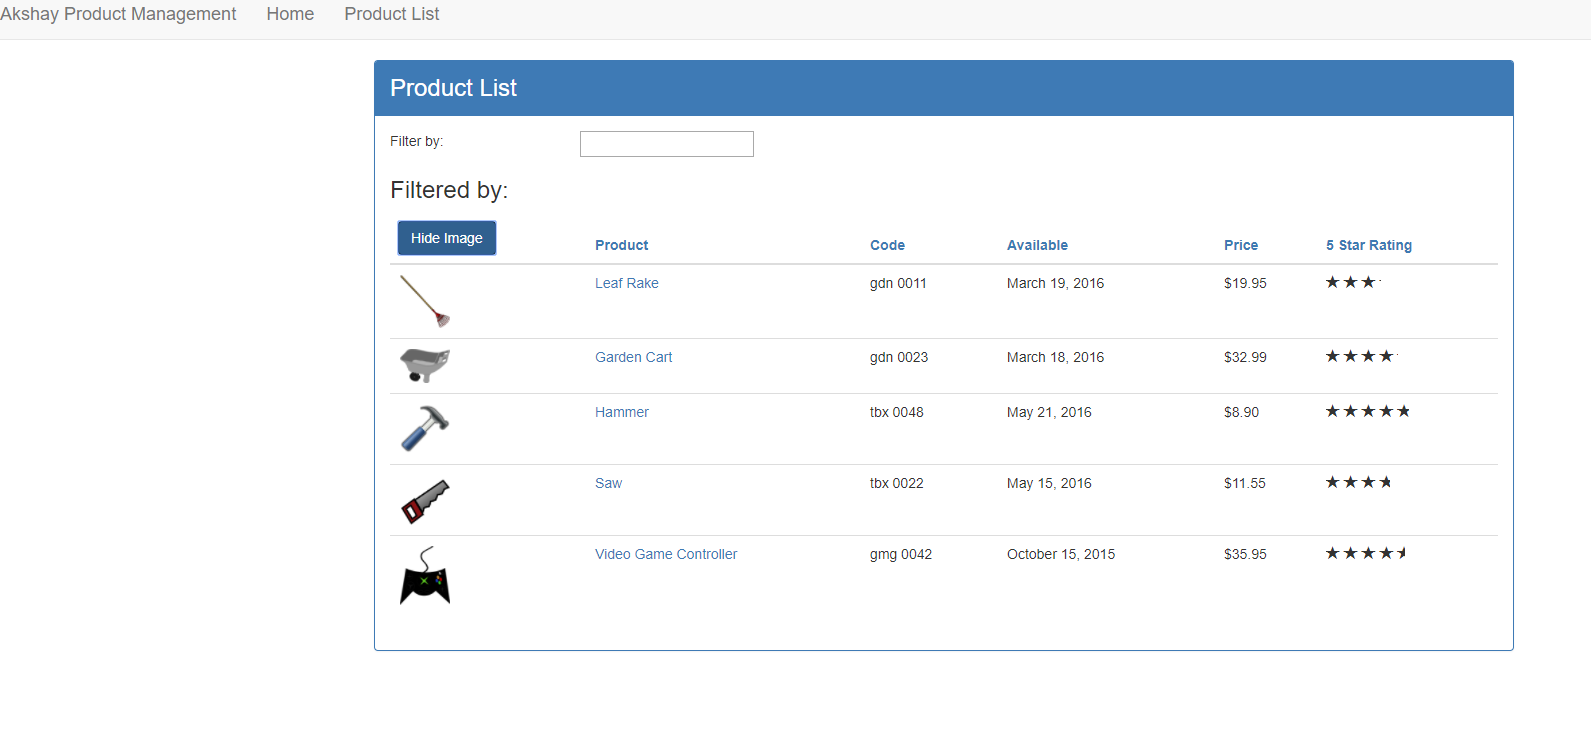 Akshay Product Management Home Product List
Product List
Filter by:
Filtered by:
Hide Image Product Code Available Price 5 Star Rating
Leaf Rake gdn 0011 March 19, 2016 $19.95
Garden Cart gdn 0023 March 18, 2016 $32.99
Hammer tbx 0048 May 21, 2016 $8.90
Saw tbx 0022 May 15, 2016 $11.55
Video Game Controller gmg 0042 October 15, 2015 $35.95